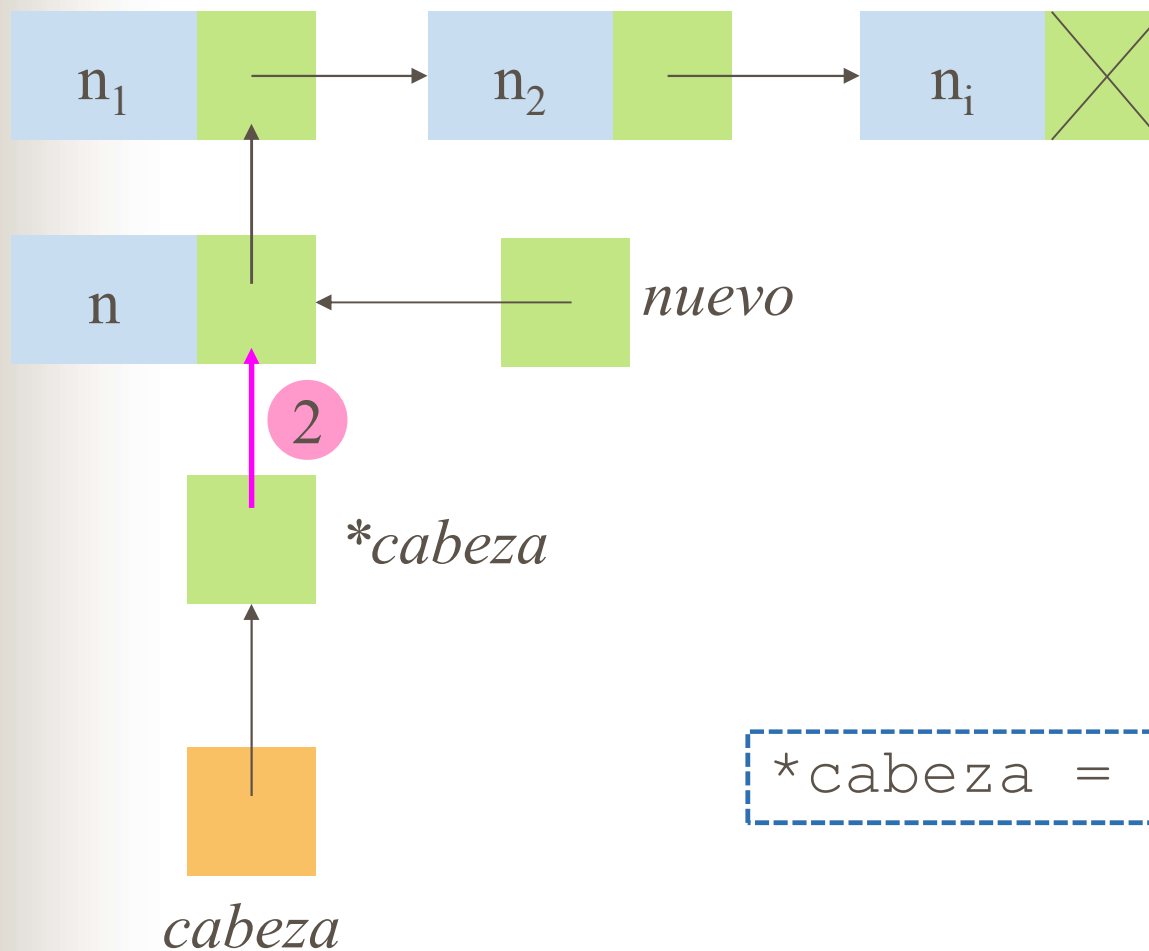 n₁ n₂ nᵢ
n nuevo
2
*cabeza
*cabeza =
cabeza